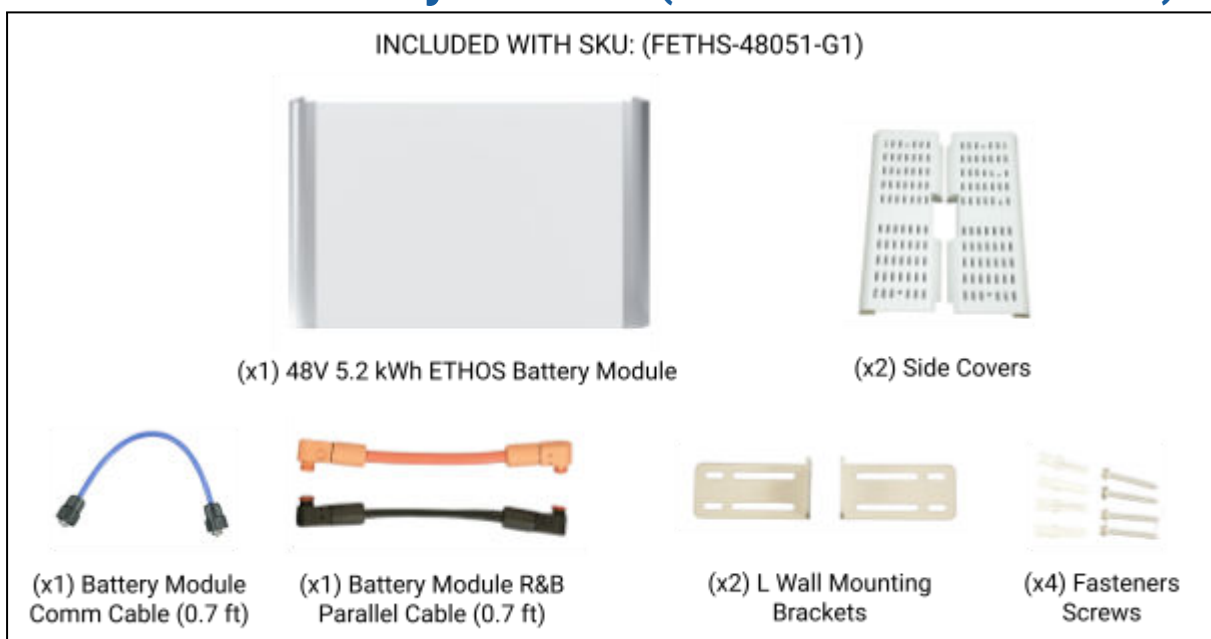 INCLUDED WITH SKU: (FETHS-48051-G1)
(x1) 48V 5.2 kWh ETHOS Battery Module
(x2) Side Covers
(x1) Battery Module
Comm Cable (0.7 ft)
(x1) Battery Module R&B
Parallel Cable (0.7 ft)
(x2) L Wall Mounting
Brackets
(x4) Fasteners
Screws